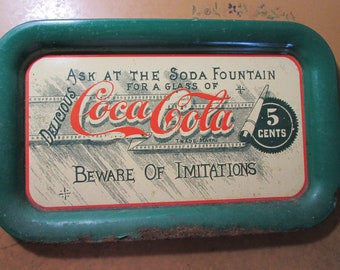 ASK AT THE SODA FOUNTAIN
FOR A GLASS OF
DELICIOUS
Coca Cola
5
CENTS
BEWARE OF IMITATIONS